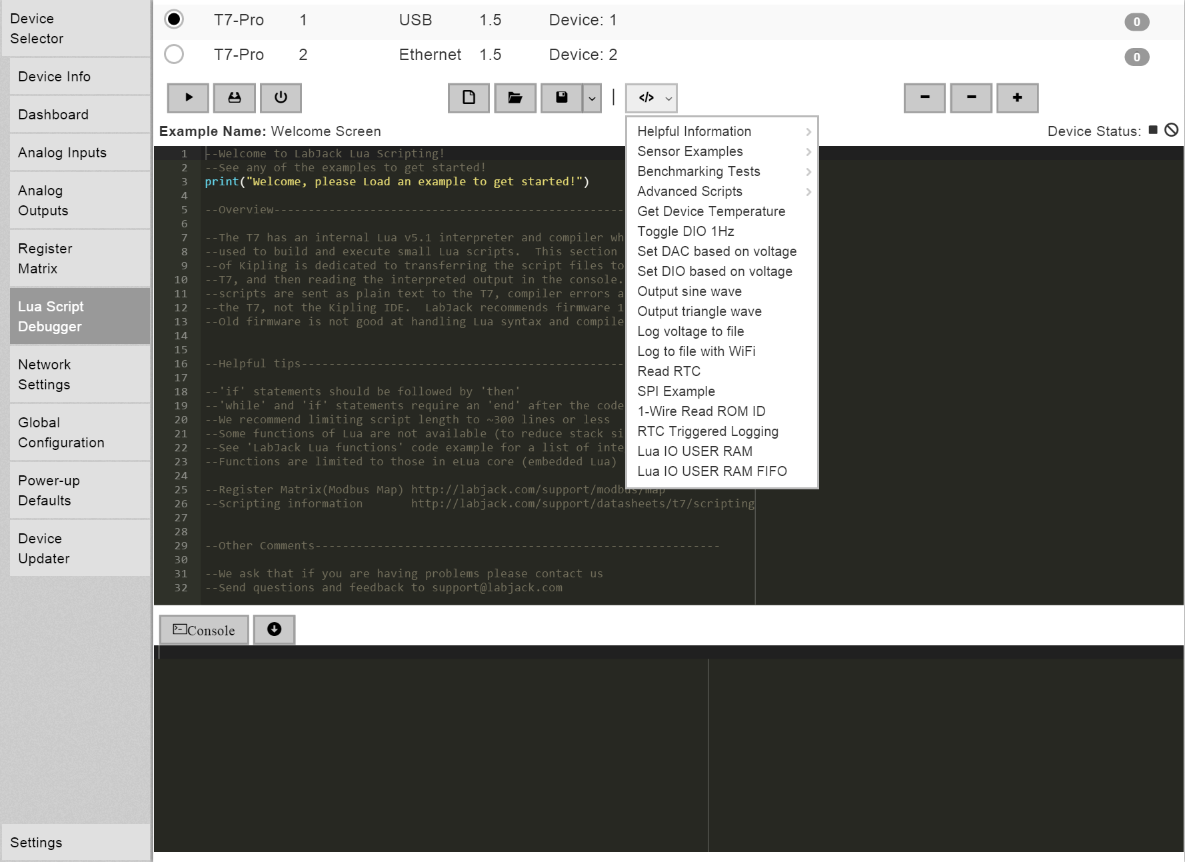 Device
Selector
Device Info
Dashboard
Analog Inputs
Analog
Outputs
Register
Matrix
Lua Script
Debugger
Network
Settings
Global
Configuration
Power-up
Defaults
Device
Updater
Settings
T7-Pro 1 USB 1.5 Device: 1 0
T7-Pro 2 Ethernet 1.5 Device: 2 0
Example Name: Welcome Screen
Device Status:
Helpful Information
Sensor Examples
Benchmarking Tests
Advanced Scripts
Get Device Temperature
Toggle DIO 1Hz
Set DAC based on voltage
Set DIO based on voltage
Output sine wave
Output triangle wave
Log voltage to file
Log to file with WiFi
Read RTC
SPI Example
1-Wire Read ROM ID
RTC Triggered Logging
Lua IO USER RAM
Lua IO USER RAM FIFO
1 --Welcome to LabJack Lua Scripting!
2 --See any of the examples to get started!
3 print("Welcome, please Load an example to get started!")
4
5 --Overview-------------------------------------------------
6
7 --The T7 has an internal Lua v5.1 interpreter and compiler wh
8 --used to build and execute small Lua scripts.  This section
9 --of Kipling is dedicated to transferring the script files to
10 --T7, and then reading the interpreted output in the console.
11 --scripts are sent as plain text to the T7, compiler errors a
12 --the T7, not the Kipling IDE.  LabJack recommends firmware 1
13 --Old firmware is not good at handling Lua syntax and compile
14
15
16 --Helpful tips---------------------------------------------
17
18 --'if' statements should be followed by 'then'
19 --'while' and 'if' statements require an 'end' after the code
20 --We recommend limiting script length to ~300 lines or less
21 --Some functions of Lua are not available (to reduce stack si
22 --See 'LabJack Lua functions' code example for a list of inte
23 --Functions are limited to those in eLua core (embedded Lua)
24
25 --Register Matrix(Modbus Map) http://labjack.com/support/modbus/map
26 --Scripting information       http://labjack.com/support/datasheets/t7/scripting
27
28
29 --Other Comments-----------------------------------------------------------
30
31 --We ask that if you are having problems please contact us
32 --Send questions and feedback to support@labjack.com
Console